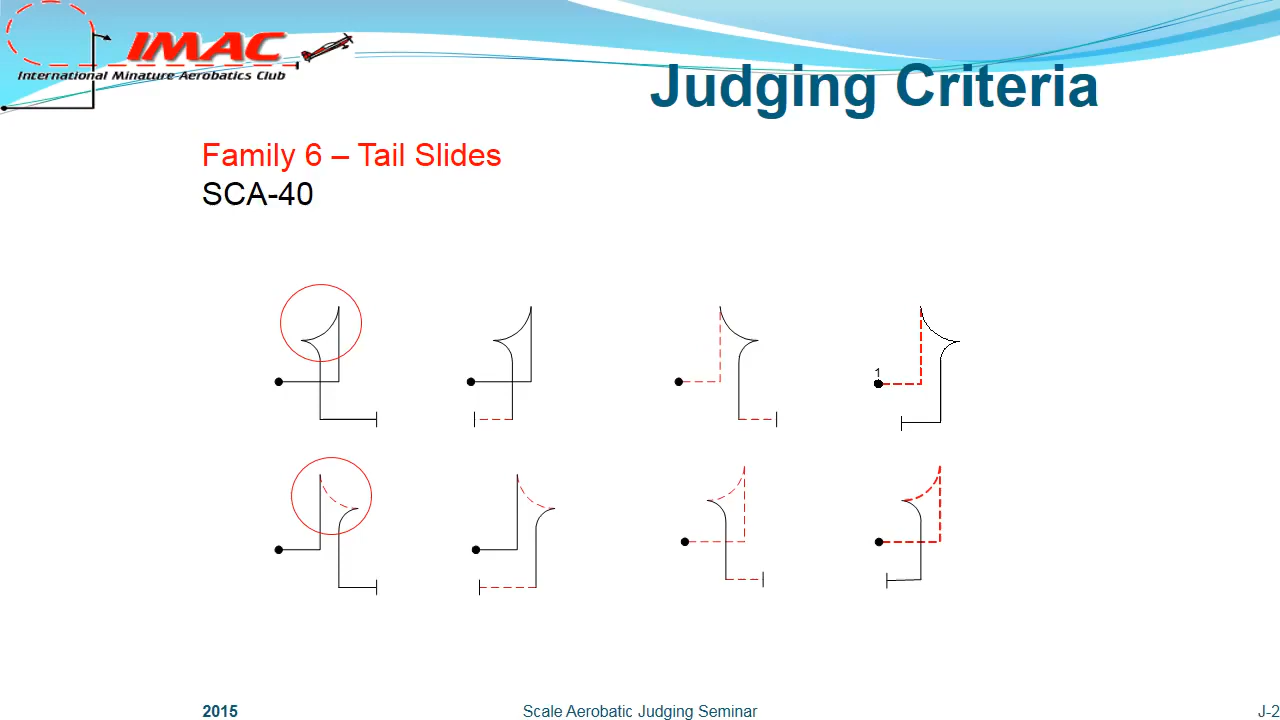 IMAC
International Minature Aerobatics Club
Judging Criteria
Family 6 – Tail Slides
SCA-40
1
2015
Scale Aerobatic Judging Seminar
J-2